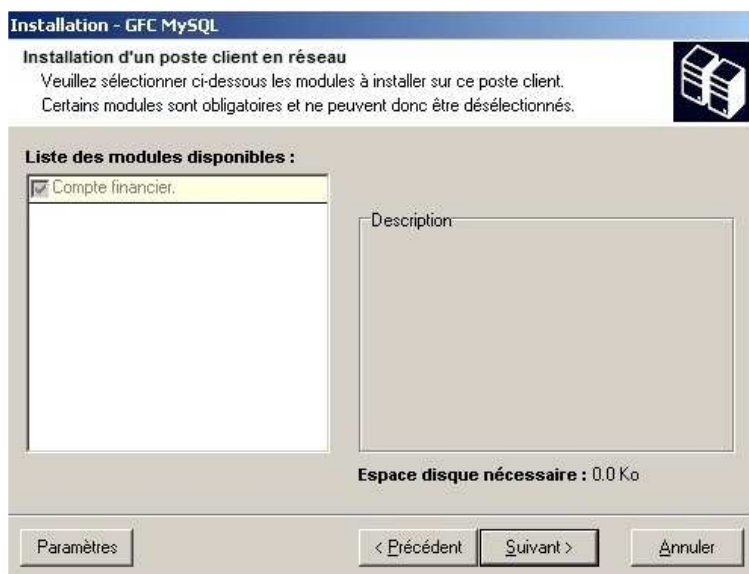 Installation - GFC MySQL
Installation d'un poste client en réseau
Veuillez sélectionner ci-dessous les modules à installer sur ce poste client.
Certains modules sont obligatoires et ne peuvent donc être désélectionnés.
Liste des modules disponibles :
Compte financier.
Description
Espace disque nécessaire : 0.0 Ko
Paramètres
< Précédent
Suivant >
Annuler